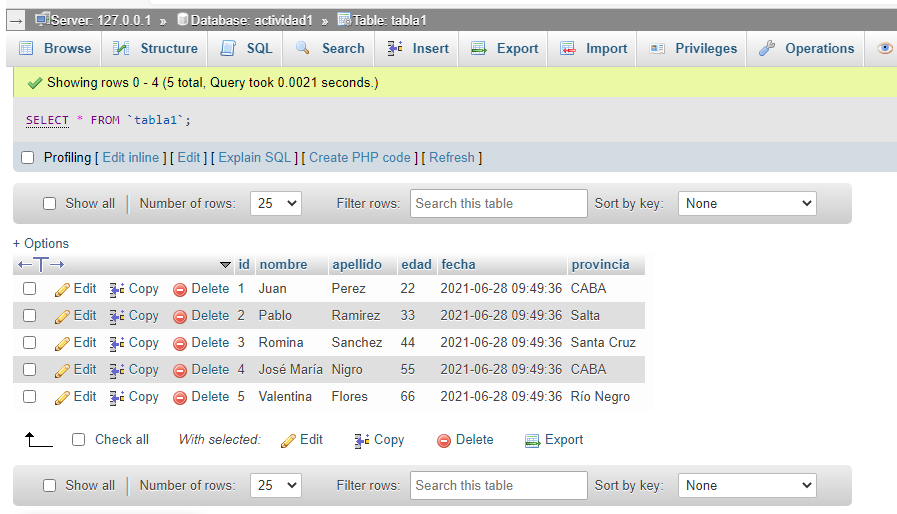 Server: 127.0.0.1 » Database: actividad1 » Table: tabla1
Browse Structure SQL Search Insert Export Import Privileges Operations
Showing rows 0 - 4 (5 total, Query took 0.0021 seconds.)
SELECT * FROM `tabla1`;
Profiling [ Edit inline ] [ Edit ] [ Explain SQL ] [ Create PHP code ] [ Refresh ]
Show all | Number of rows: 25 Filter rows: Search this table Sort by key: None
+ Options
←T→ id nombre apellido edad fecha provincia
Edit Copy Delete 1 Juan Perez 22 2021-06-28 09:49:36 CABA
Edit Copy Delete 2 Pablo Ramirez 33 2021-06-28 09:49:36 Salta
Edit Copy Delete 3 Romina Sanchez 44 2021-06-28 09:49:36 Santa Cruz
Edit Copy Delete 4 José María Nigro 55 2021-06-28 09:49:36 CABA
Edit Copy Delete 5 Valentina Flores 66 2021-06-28 09:49:36 Río Negro
Check all With selected: Edit Copy Delete Export
Show all | Number of rows: 25 Filter rows: Search this table Sort by key: None